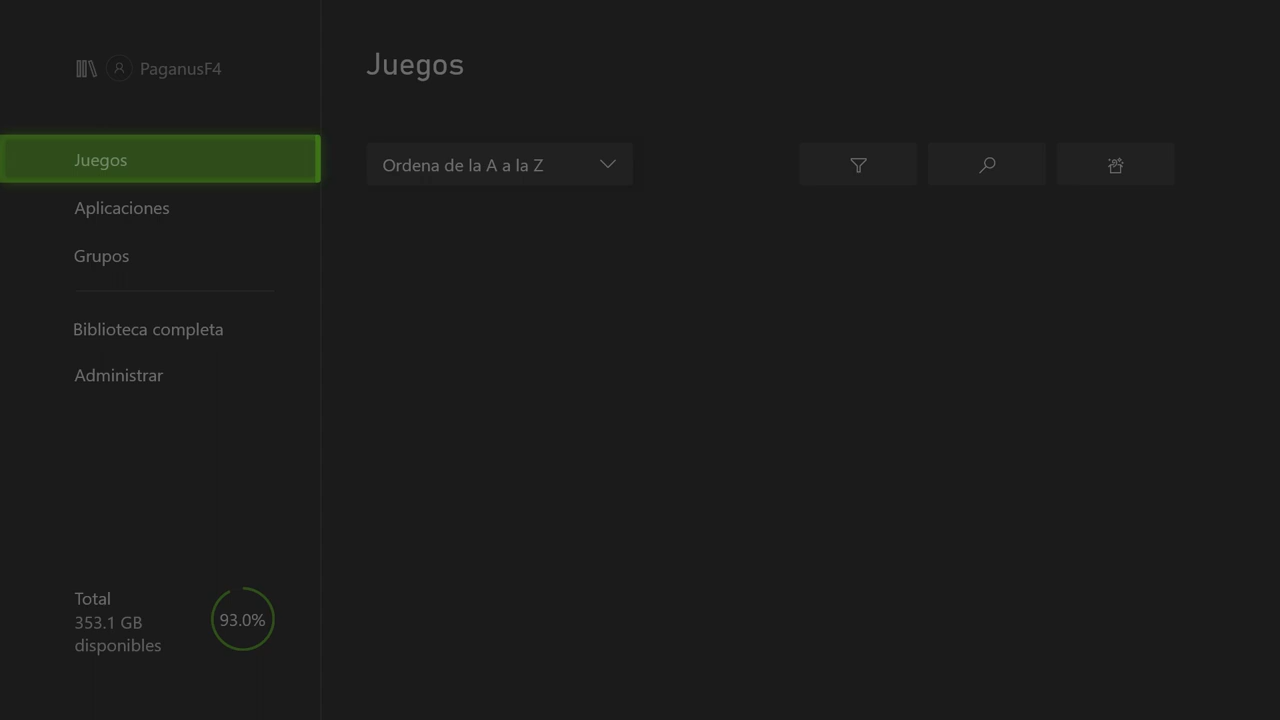 PaganusF4
Juegos
Juegos
Ordena de la A a la Z
Aplicaciones
Grupos
Biblioteca completa
Administrar
Total
353.1 GB
disponibles
93.0%